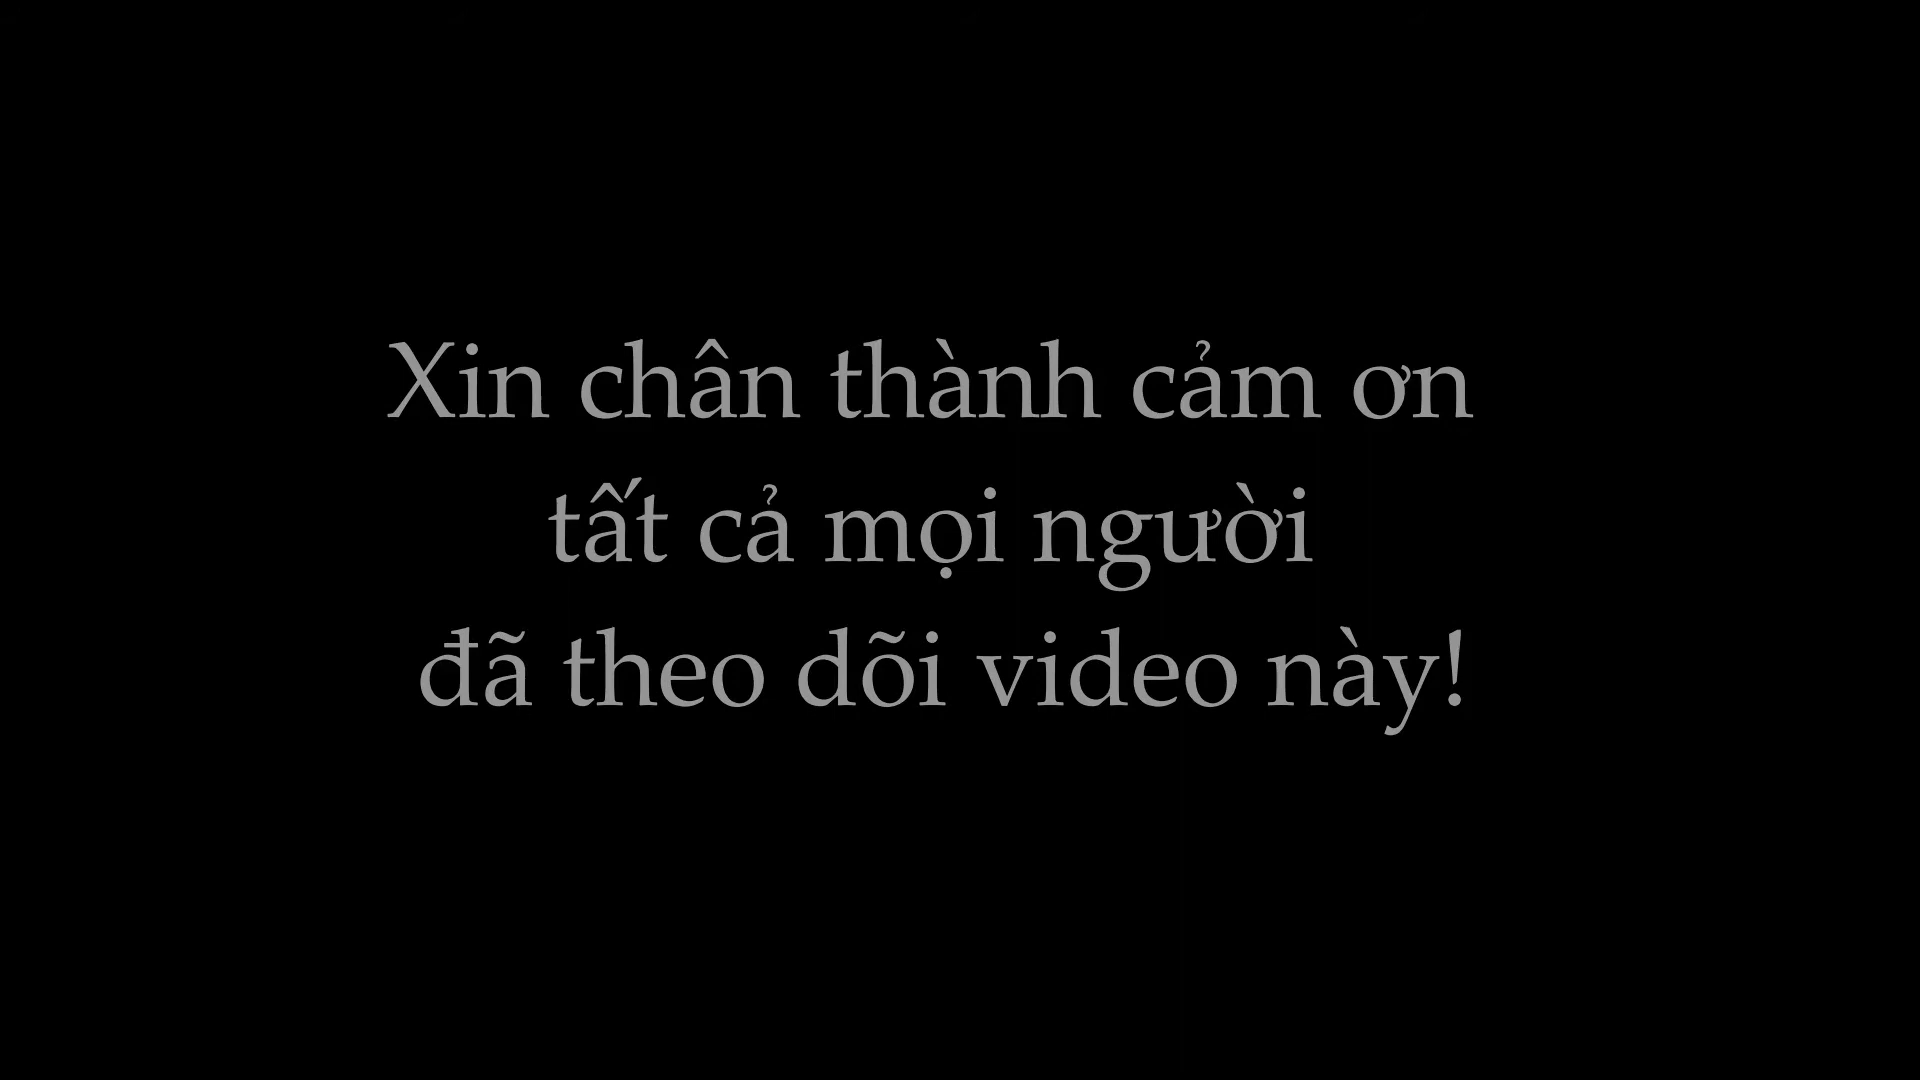 Xin chân thành cảm ơn
tất cả mọi người
đã theo dõi video này!